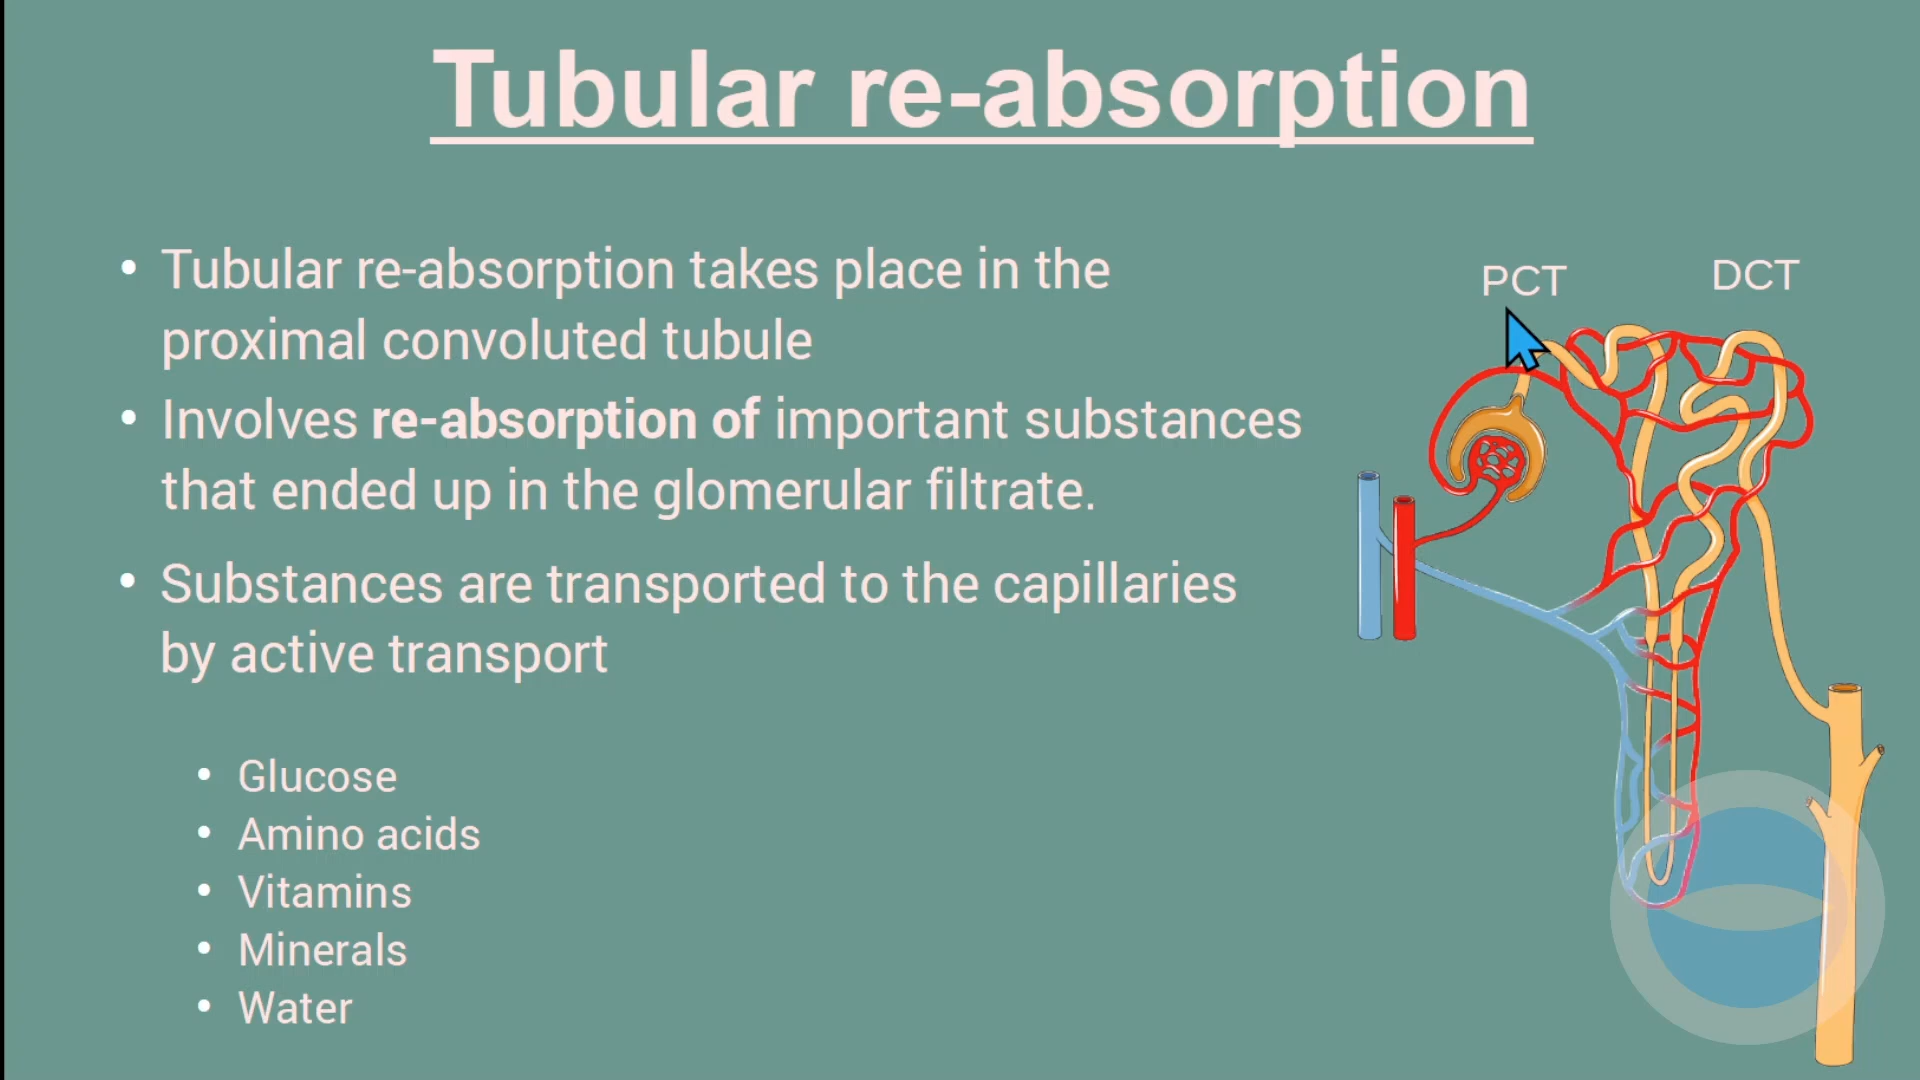 Tubular re-absorption
• Tubular re-absorption takes place in the
proximal convoluted tubule
• Involves re-absorption of important substances
that ended up in the glomerular filtrate.
• Substances are transported to the capillaries
by active transport
• Glucose
• Amino acids
• Vitamins
• Minerals
• Water
PCT
DCT